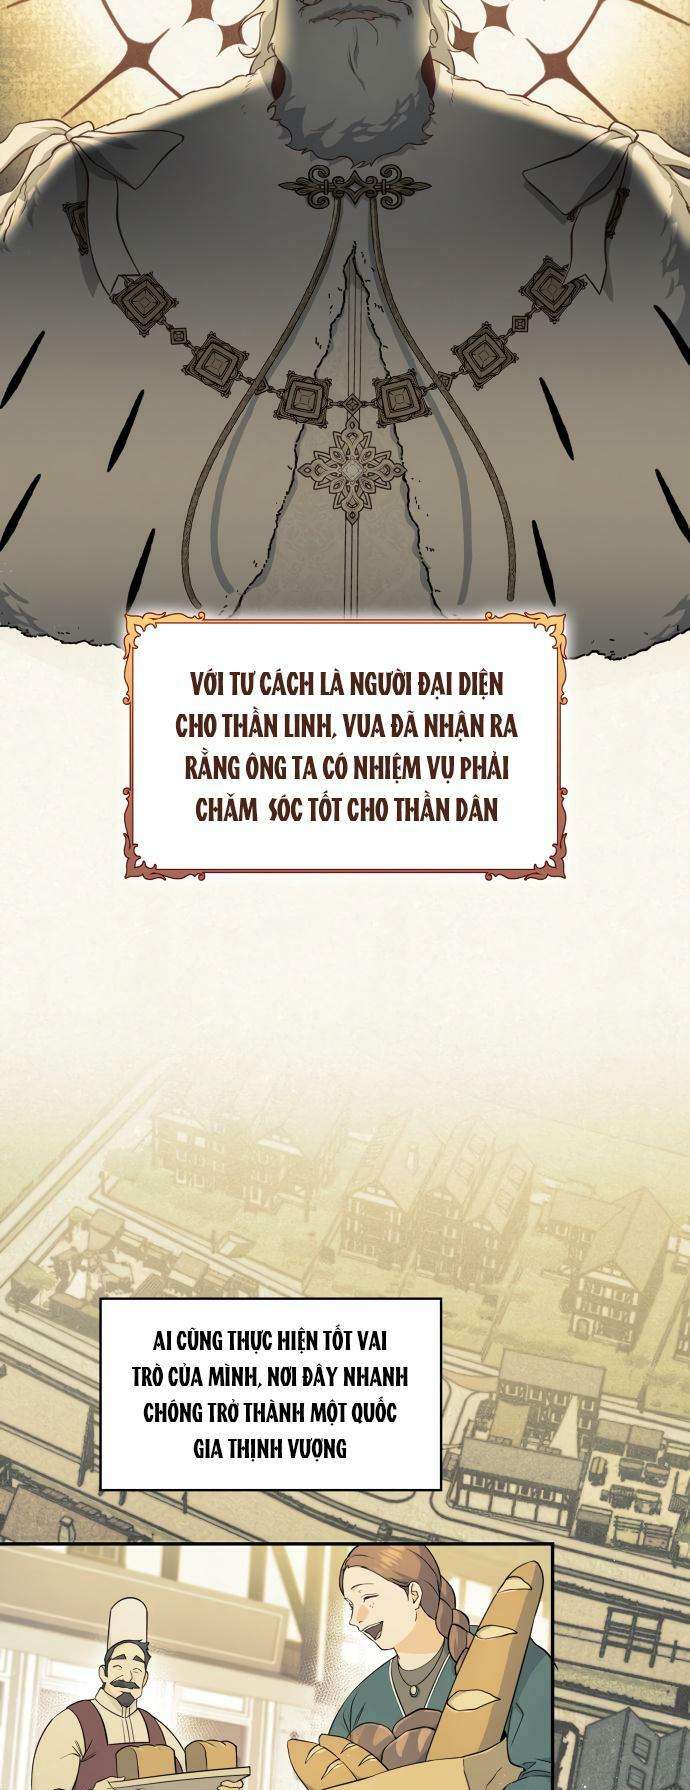 VỚI TƯ CÁCH LÀ NGƯỜI ĐẠI DIỆN
CHO THẦN LINH, VUA ĐÃ NHẬN RA
RẰNG ÔNG TA CÓ NHIỆM VỤ PHẢI
CHĂM SÓC TỐT CHO THẦN DÂN
AI CŨNG THỰC HIỆN TỐT VAI
TRÒ CỦA MÌNH, NƠI ĐÂY NHANH
CHÓNG TRỞ THÀNH MỘT QUỐC
GIA THỊNH VƯỢNG